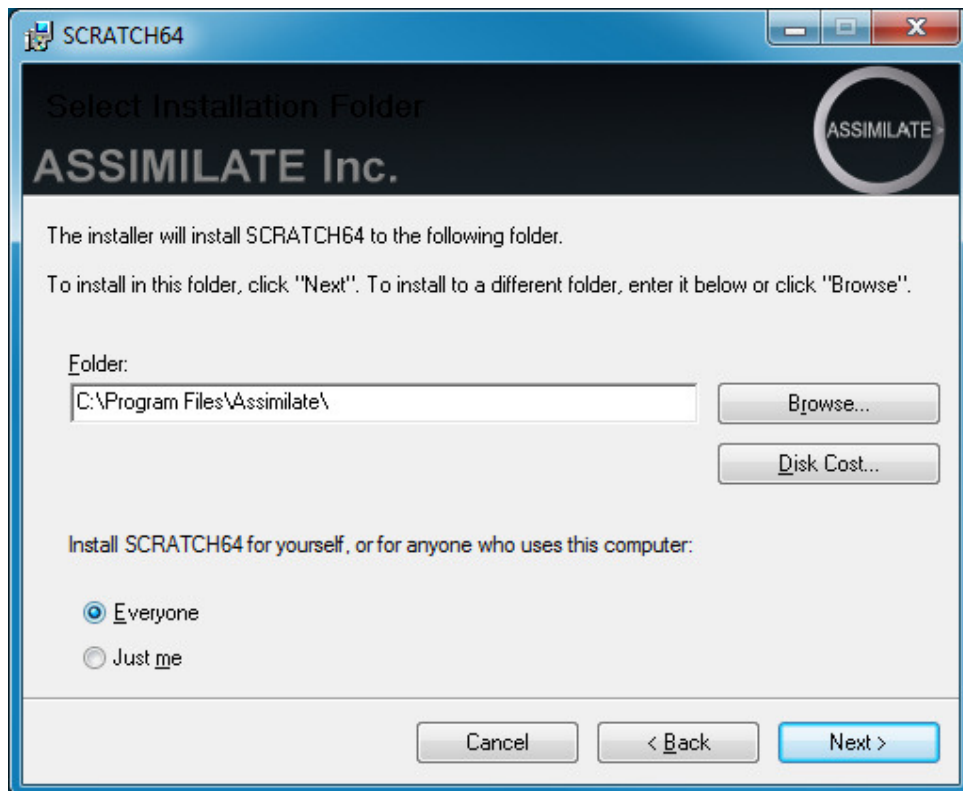 SCRATCH64
Select Installation Folder
ASSIMILATE Inc.
ASSIMILATE
The installer will install SCRATCH64 to the following folder.
To install in this folder, click "Next". To install to a different folder, enter it below or click "Browse".
Folder:
C:\Program Files\Assimilate\
Browse...
Disk Cost...
Install SCRATCH64 for yourself, or for anyone who uses this computer:
Everyone
Just me
Cancel
< Back
Next >